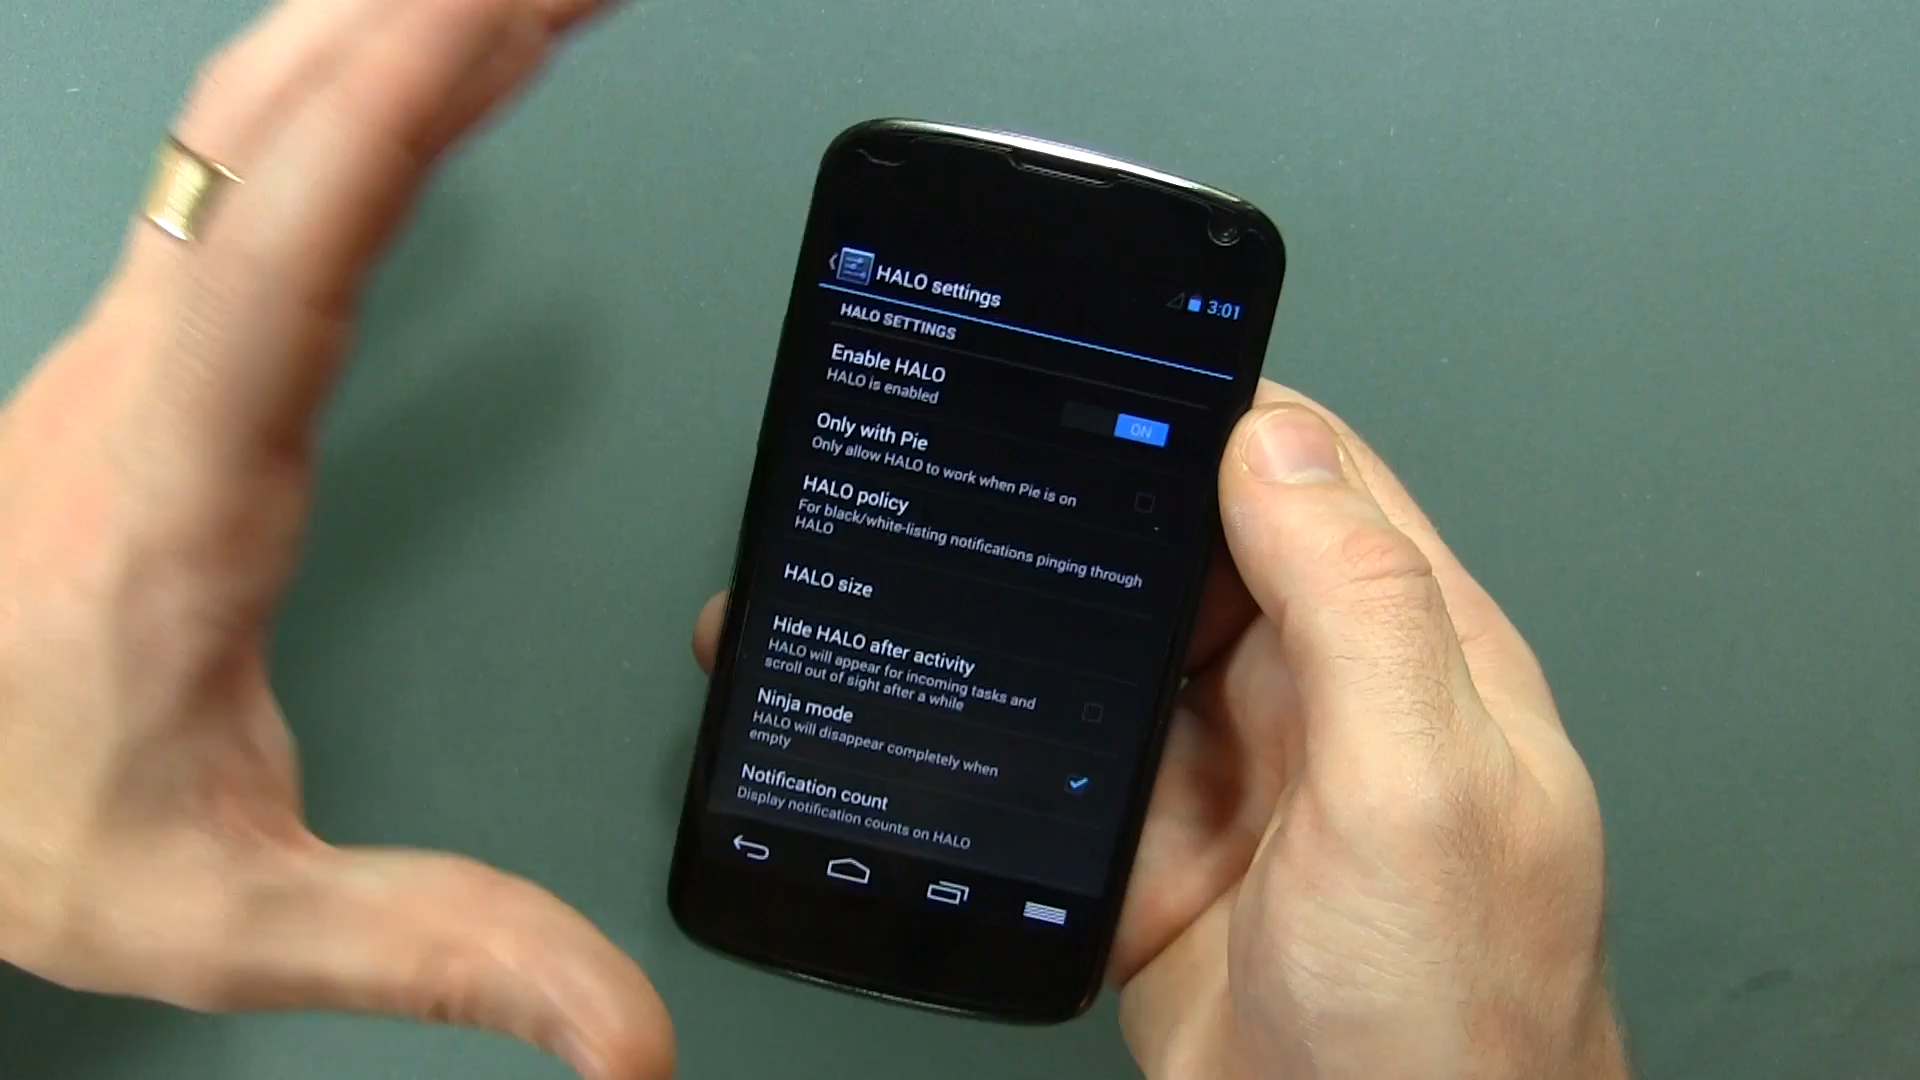 HALO settings
3:01
HALO SETTINGS
Enable HALO
HALO is enabled
ON
Only with Pie
Only allow HALO to work when Pie is on
HALO policy
For black/white-listing notifications pinging through
HALO
HALO size
Hide HALO after activity
HALO will appear for incoming tasks and
scroll out of sight after a while
Ninja mode
HALO will disappear completely when
empty
Notification count
Display notification counts on HALO